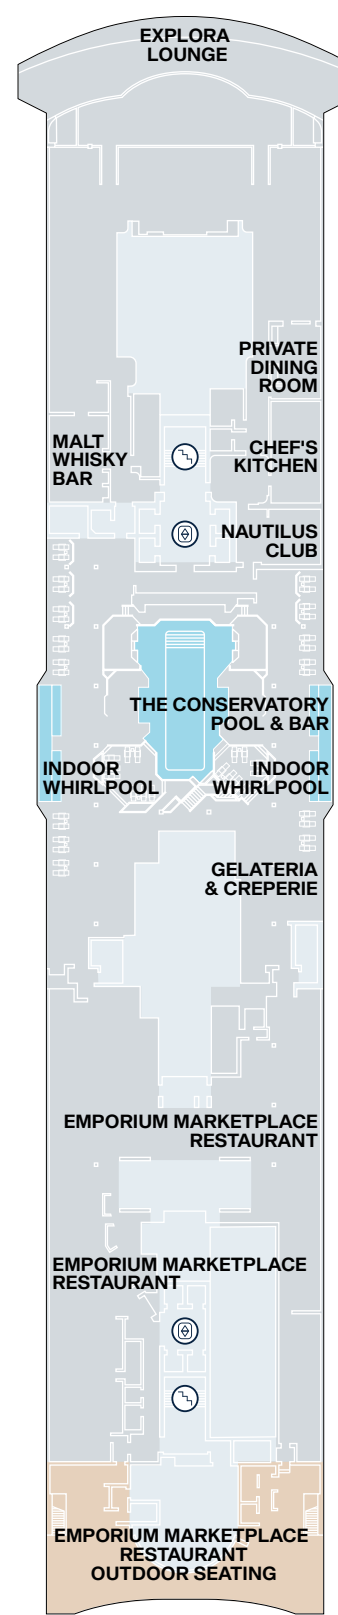 EXPLORA
LOUNGE
PRIVATE
DINING
ROOM
MALT
WHISKY
BAR
CHEF'S
KITCHEN
NAUTILUS
CLUB
THE CONSERVATORY
POOL & BAR
INDOOR
WHIRLPOOL
INDOOR
WHIRLPOOL
GELATERIA
& CREPERIE
EMPORIUM MARKETPLACE
RESTAURANT
EMPORIUM MARKETPLACE
RESTAURANT
EMPORIUM MARKETPLACE
RESTAURANT
OUTDOOR SEATING